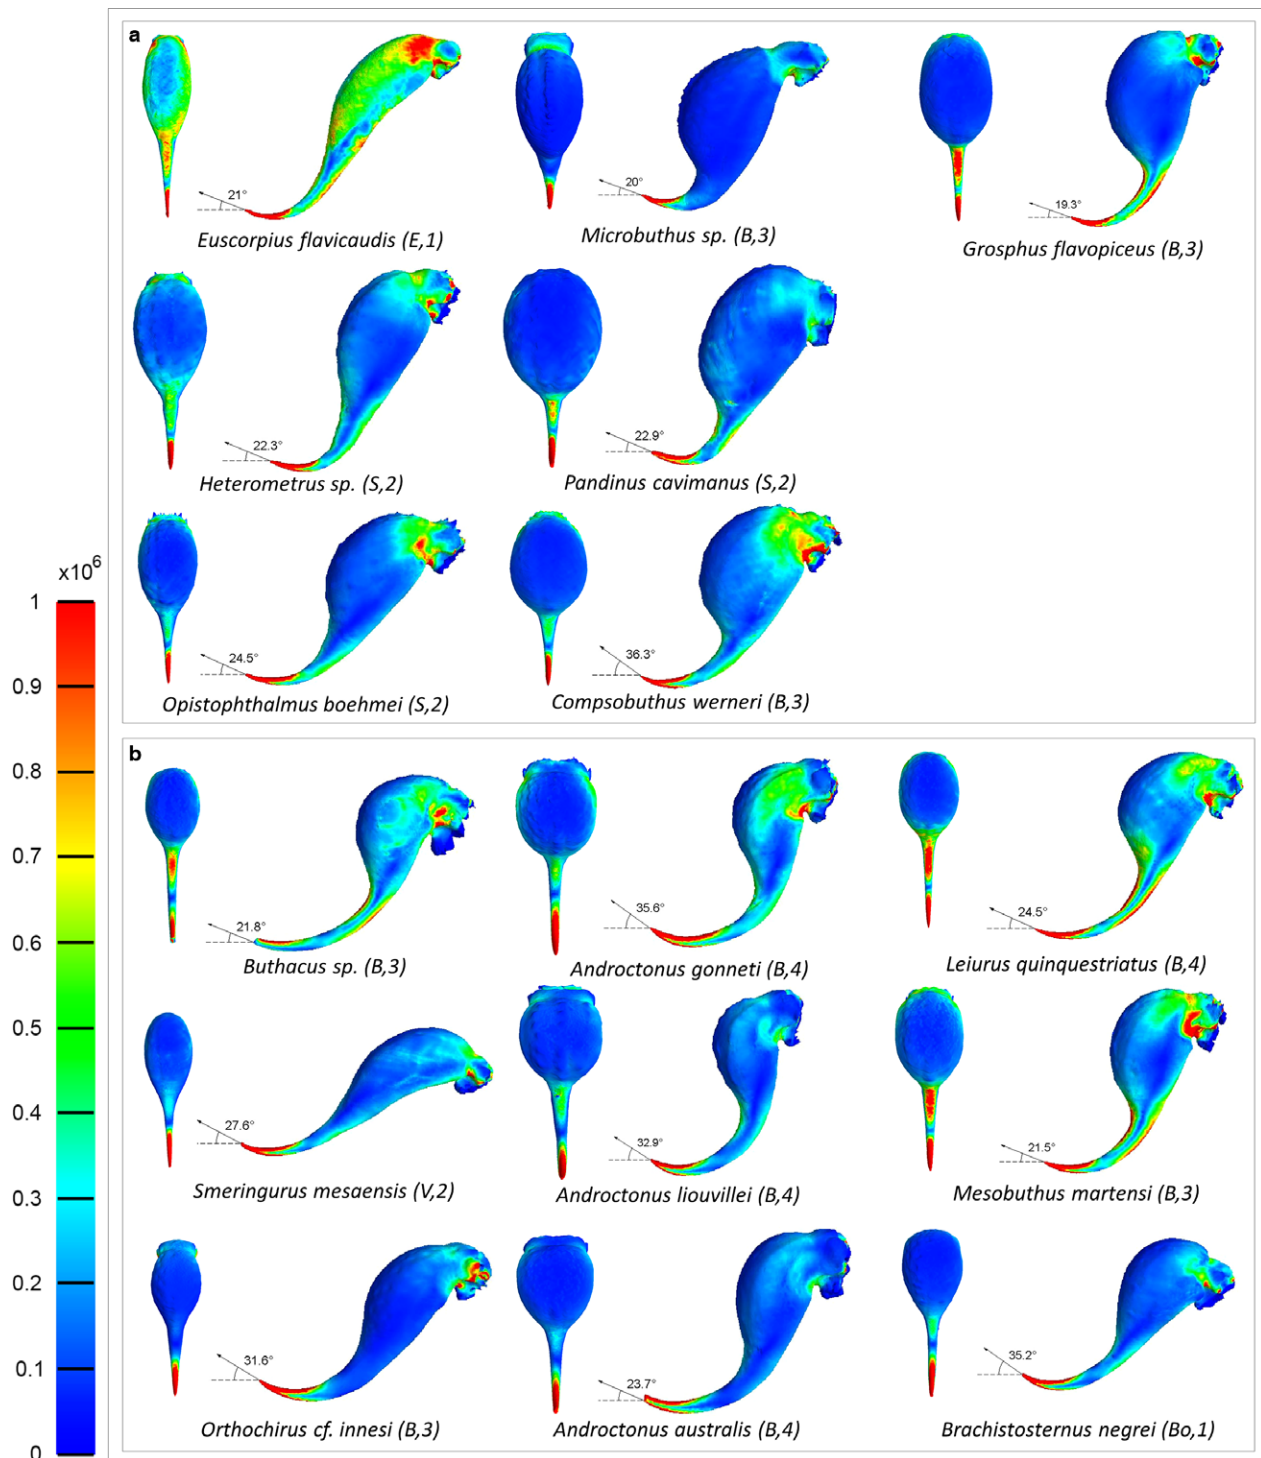 a
21°
20°
19.3°
Euscorpius flavicaudis (E,1)
Microbuthus sp. (B,3)
Grosphus flavopiceus (B,3)
22.3°
22.9°
Heterometrus sp. (S,2)
Pandinus cavimanus (S,2)
24.5°
36.3°
Opistophthalmus boehmei (S,2)
Compsobuthus werneri (B,3)
x10⁶
1
0.9
0.8
0.7
0.6
0.5
0.4
0.3
0.2
0.1
0
b
21.8°
35.6°
24.5°
Buthacus sp. (B,3)
Androctonus gonneti (B,4)
Leiurus quinquestriatus (B,4)
27.6°
32.9°
21.5°
Smeringurus mesaensis (V,2)
Androctonus liouvillei (B,4)
Mesobuthus martensi (B,3)
31.6°
23.7°
35.2°
Orthochirus cf. innesi (B,3)
Androctonus australis (B,4)
Brachistosternus negrei (Bo,1)